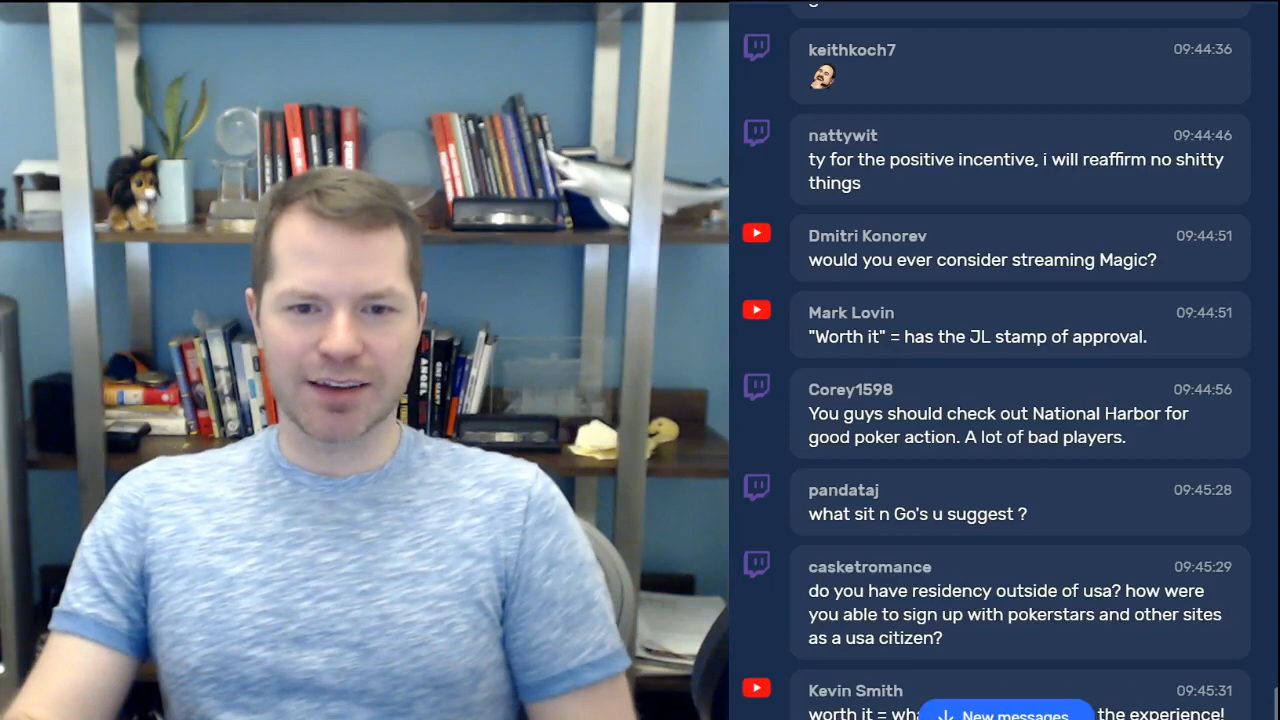 keithkoch7 09:44:36
nattywit 09:44:46
ty for the positive incentive, i will reaffirm no shitty
things
Dmitri Konorev 09:44:51
would you ever consider streaming Magic?
Mark Lovin 09:44:51
"Worth it" = has the JL stamp of approval.
Corey1598 09:44:56
You guys should check out National Harbor for
good poker action. A lot of bad players.
pandataj 09:45:28
what sit n Go's u suggest ?
casketromance 09:45:29
do you have residency outside of usa? how were
you able to sign up with pokerstars and other sites
as a usa citizen?
Kevin Smith 09:45:31
worth it = the experience!
New messages
ANGEL